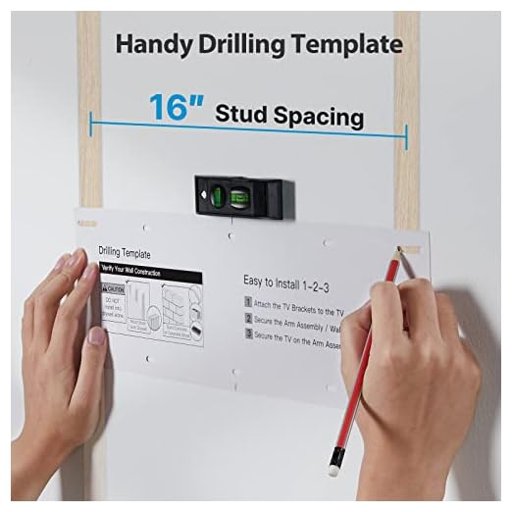 Handy Drilling Template
16" Stud Spacing
Drilling Template
Verify Your Wall Construction
CAUTION
DO NOT
Easy to Install 1-2-3
1 Attach the TV Brackets to the TV
2 Secure the Arm Assembly / Wal
3 Secure the TV on the Arm Assem